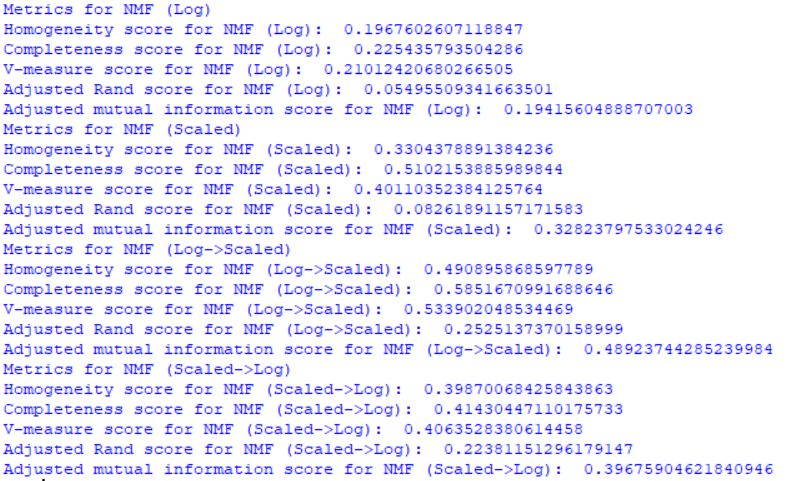 Metrics for NMF (Log)
Homogeneity score for NMF (Log):  0.1967602607118847
Completeness score for NMF (Log):  0.225435793504286
V-measure score for NMF (Log):  0.21012420680266505
Adjusted Rand score for NMF (Log):  0.05495509341663501
Adjusted mutual information score for NMF (Log):  0.19415604888707003
Metrics for NMF (Scaled)
Homogeneity score for NMF (Scaled):  0.3304378891384236
Completeness score for NMF (Scaled):  0.5102153885989844
V-measure score for NMF (Scaled):  0.40110352384125764
Adjusted Rand score for NMF (Scaled):  0.08261891157171583
Adjusted mutual information score for NMF (Scaled):  0.32823797533024246
Metrics for NMF (Log->Scaled)
Homogeneity score for NMF (Log->Scaled):  0.490895868597789
Completeness score for NMF (Log->Scaled):  0.5851670991688646
V-measure score for NMF (Log->Scaled):  0.533902048534469
Adjusted Rand score for NMF (Log->Scaled):  0.2525137370158999
Adjusted mutual information score for NMF (Log->Scaled):  0.48923744285239984
Metrics for NMF (Scaled->Log)
Homogeneity score for NMF (Scaled->Log):  0.39870068425843863
Completeness score for NMF (Scaled->Log):  0.41430447110175733
V-measure score for NMF (Scaled->Log):  0.4063528380614458
Adjusted Rand score for NMF (Scaled->Log):  0.22381151296179147
Adjusted mutual information score for NMF (Scaled->Log):  0.39675904621840946